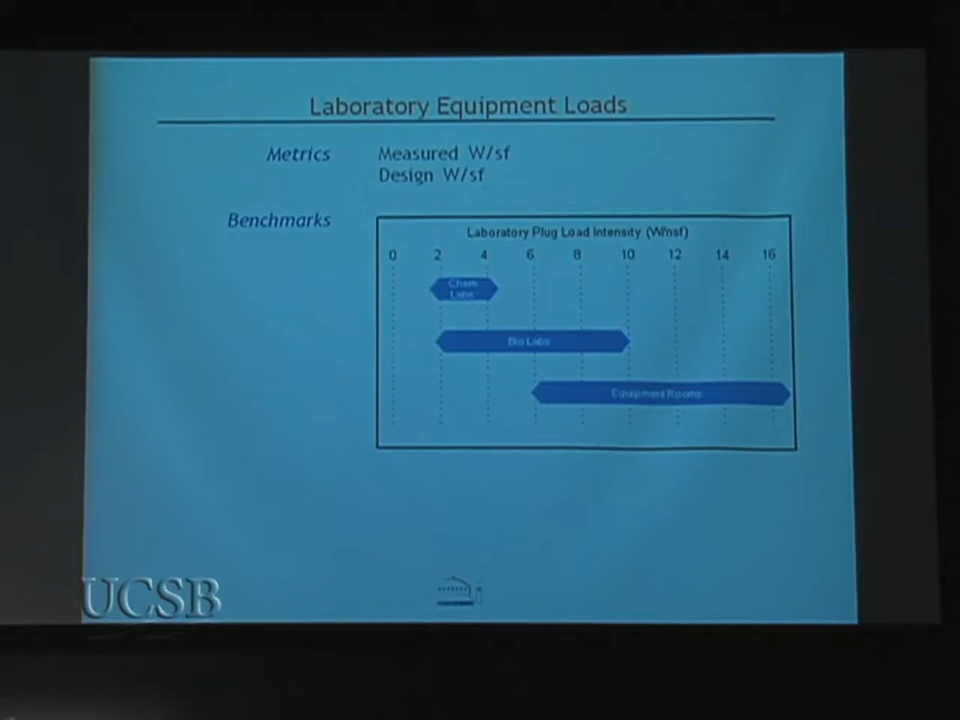 Laboratory Equipment Loads
Metrics
Measured W/sf
Design W/sf
Benchmarks
Laboratory Plug Load Intensity (W/nsf)
0 2 4 6 8 10 12 14 16
Chem
Labs
Bio Labs
Equipment Rooms
UCSB